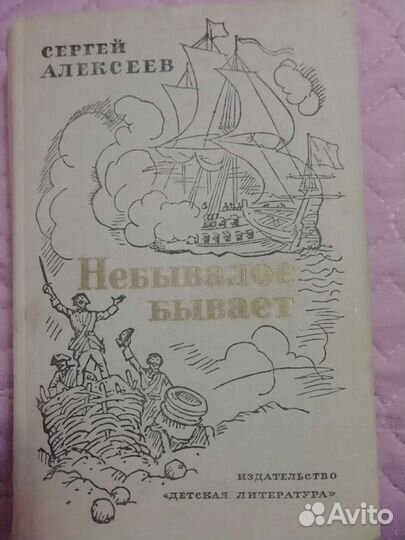 СЕРГЕЙ
АЛЕКСЕЕВ
Небывалое
бывает
ИЗДАТЕЛЬСТВО
«ДЕТСКАЯ ЛИТЕРАТУРА»
Avito